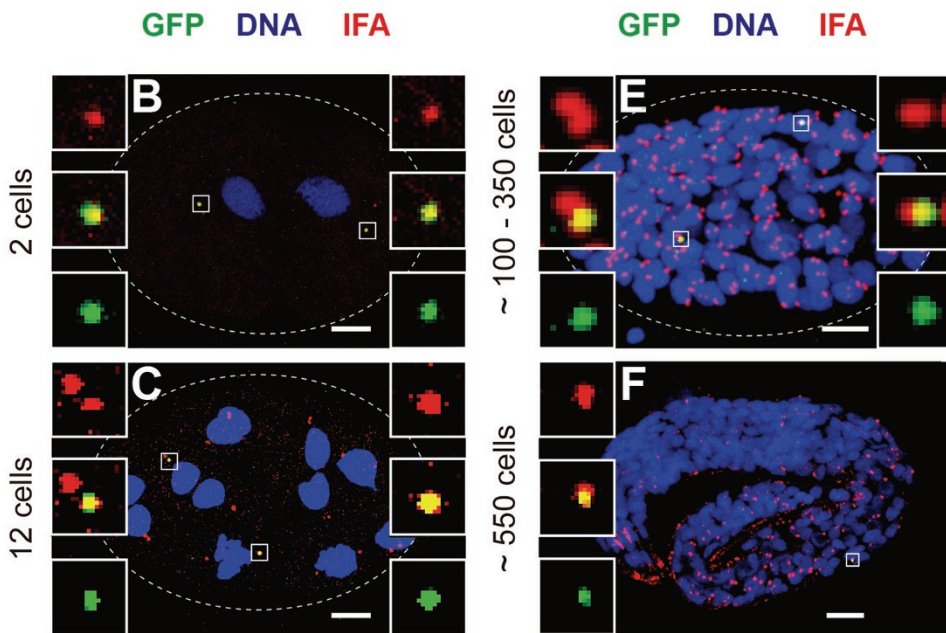 GFP DNA IFA
GFP DNA IFA
B
E
2 cells
~ 100 - 350 cells
C
F
12 cells
~ 550 cells